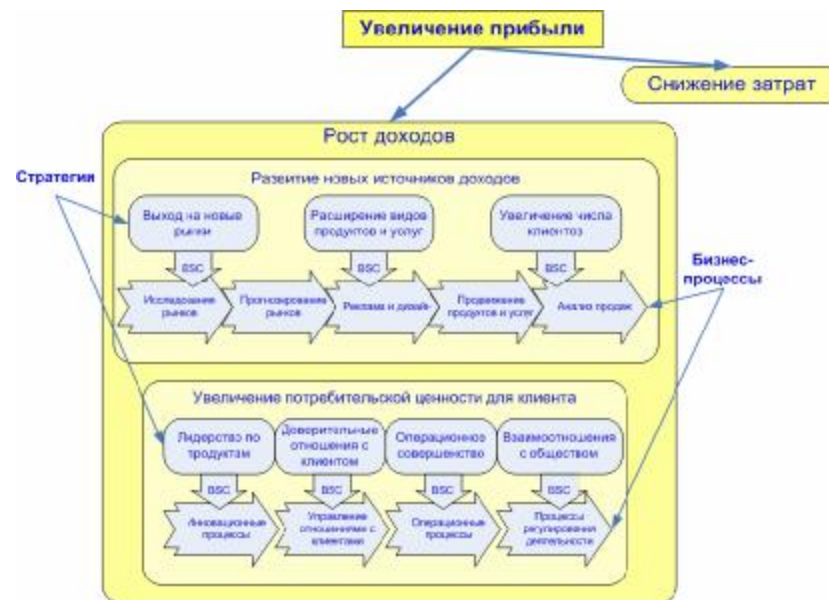 Увеличение прибыли
Снижение затрат
Рост доходов
Стратегии
Развитие новых источников доходов
Выход на новые
рынки
Расширение видов
продуктов и услуг
Увеличение числа
клиентов
BSC
BSC
BSC
Бизнес-
процессы
Исследование
рынков
Прогнозирование
рынков
Реклама и дизайн
Продвижение
продуктов и услуг
Анализ продаж
Увеличение потребительской ценности для клиента
Лидерство по
продуктам
Доверительные
отношения с
клиентом
Операционное
совершенство
Взаимоотношения
с обществом
BSC
BSC
BSC
BSC
Инновационные
процессы
Управление
отношениями с
клиентами
Операционные
процессы
Процессы
регулирования
деятельности